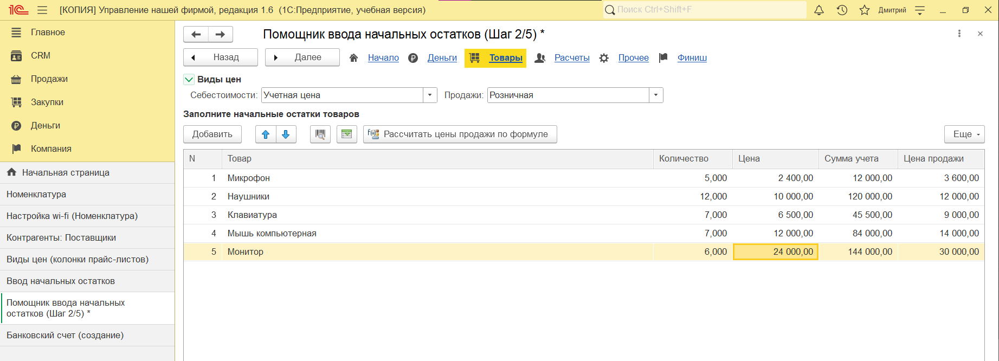 1С [КОПИЯ] Управление нашей фирмой, редакция 1.6 (1С:Предприятие, учебная версия) Поиск Ctrl+Shift+F Дмитрий
Главное
CRM
Продажи
Закупки
Деньги
Компания
Начальная страница
Номенклатура
Настройка wi-fi (Номенклатура)
Контрагенты: Поставщики
Виды цен (колонки прайс-листов)
Ввод начальных остатков
Помощник ввода начальных
остатков (Шаг 2/5) *
Банковский счет (создание)
Помощник ввода начальных остатков (Шаг 2/5) *
Назад Далее Начало Деньги Товары Расчеты Прочее Финиш
Виды цен
Себестоимости: Учетная цена Продажи: Розничная
Заполните начальные остатки товаров
Добавить Рассчитать цены продажи по формуле Еще
N Товар Количество Цена Сумма учета Цена продажи
1 Микрофон 5,000 2 400,00 12 000,00 3 600,00
2 Наушники 12,000 10 000,00 120 000,00 12 000,00
3 Клавиатура 7,000 6 500,00 45 500,00 9 000,00
4 Мышь компьютерная 7,000 12 000,00 84 000,00 14 000,00
5 Монитор 6,000 24 000,00 144 000,00 30 000,00